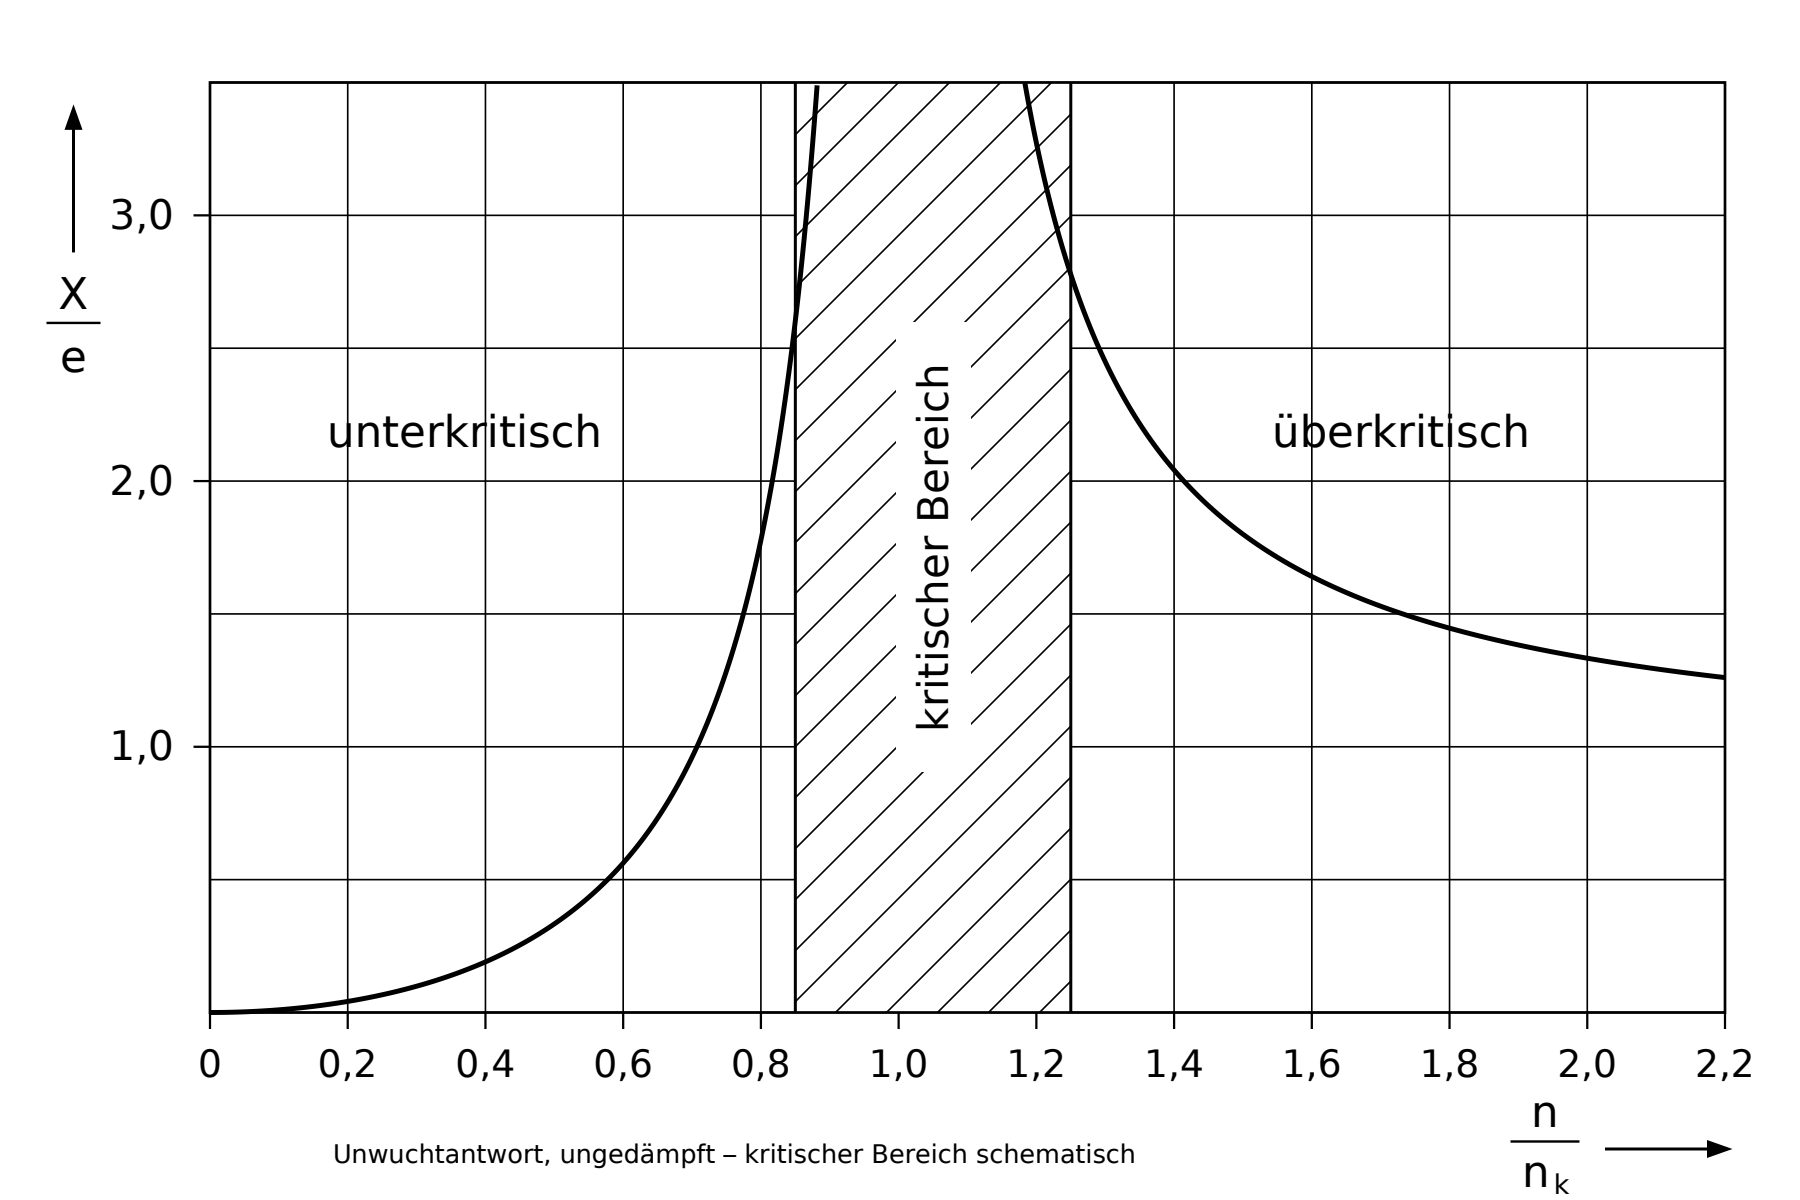 3,0
X
e
unterkritisch
überkritisch
kritischer Bereich
2,0
1,0
0 0,2 0,4 0,6 0,8 1,0 1,2 1,4 1,6 1,8 2,0 2,2
n
n_k
Unwuchtantwort, ungedämpft – kritischer Bereich schematisch